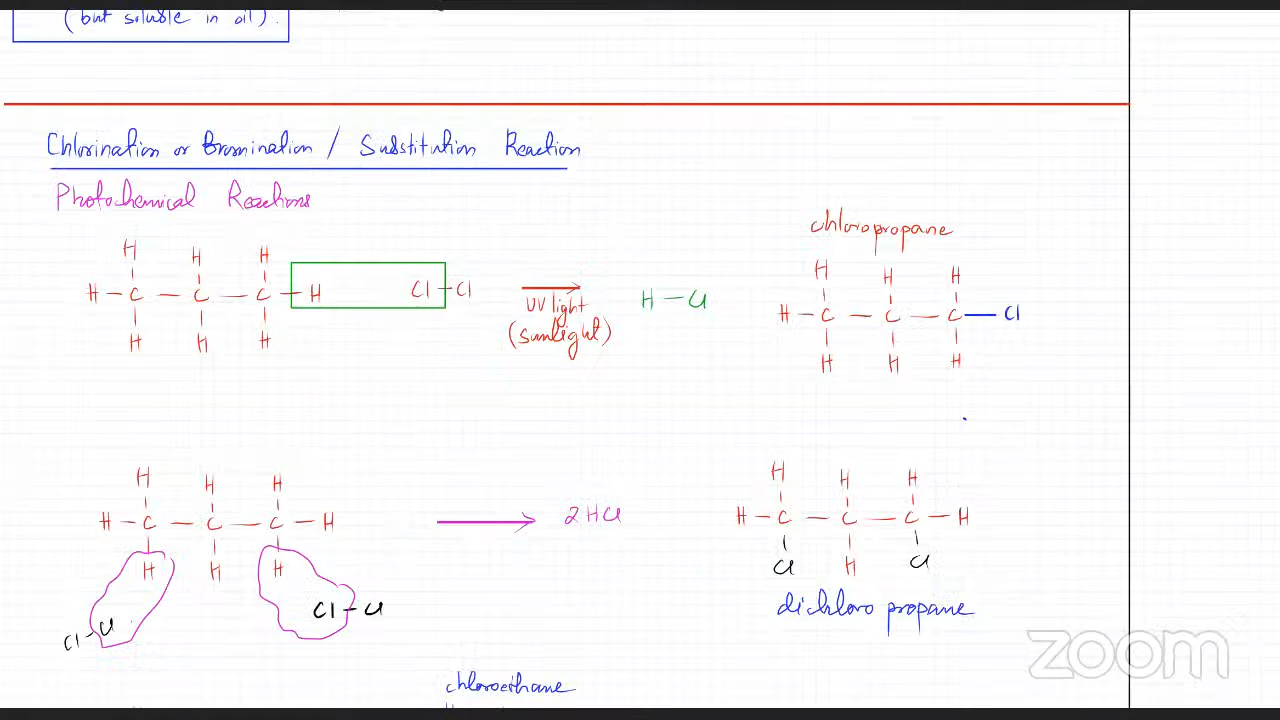 (but soluble in oil).
Chlorination or Bromination / Substitution Reaction
Photochemical Reactions
chloropropane
H H H
H – C – C – C – H Cl – Cl
H H H
UV light
(sunlight)
H – Cl
H H H
H – C – C – C – Cl
H H H
H H H
H – C – C – C – H
H H H
Cl – Cl
Cl – Cl
2HCl
H H H
H – C – C – C – H
Cl H Cl
dichloro propane
zoom
chloroethane